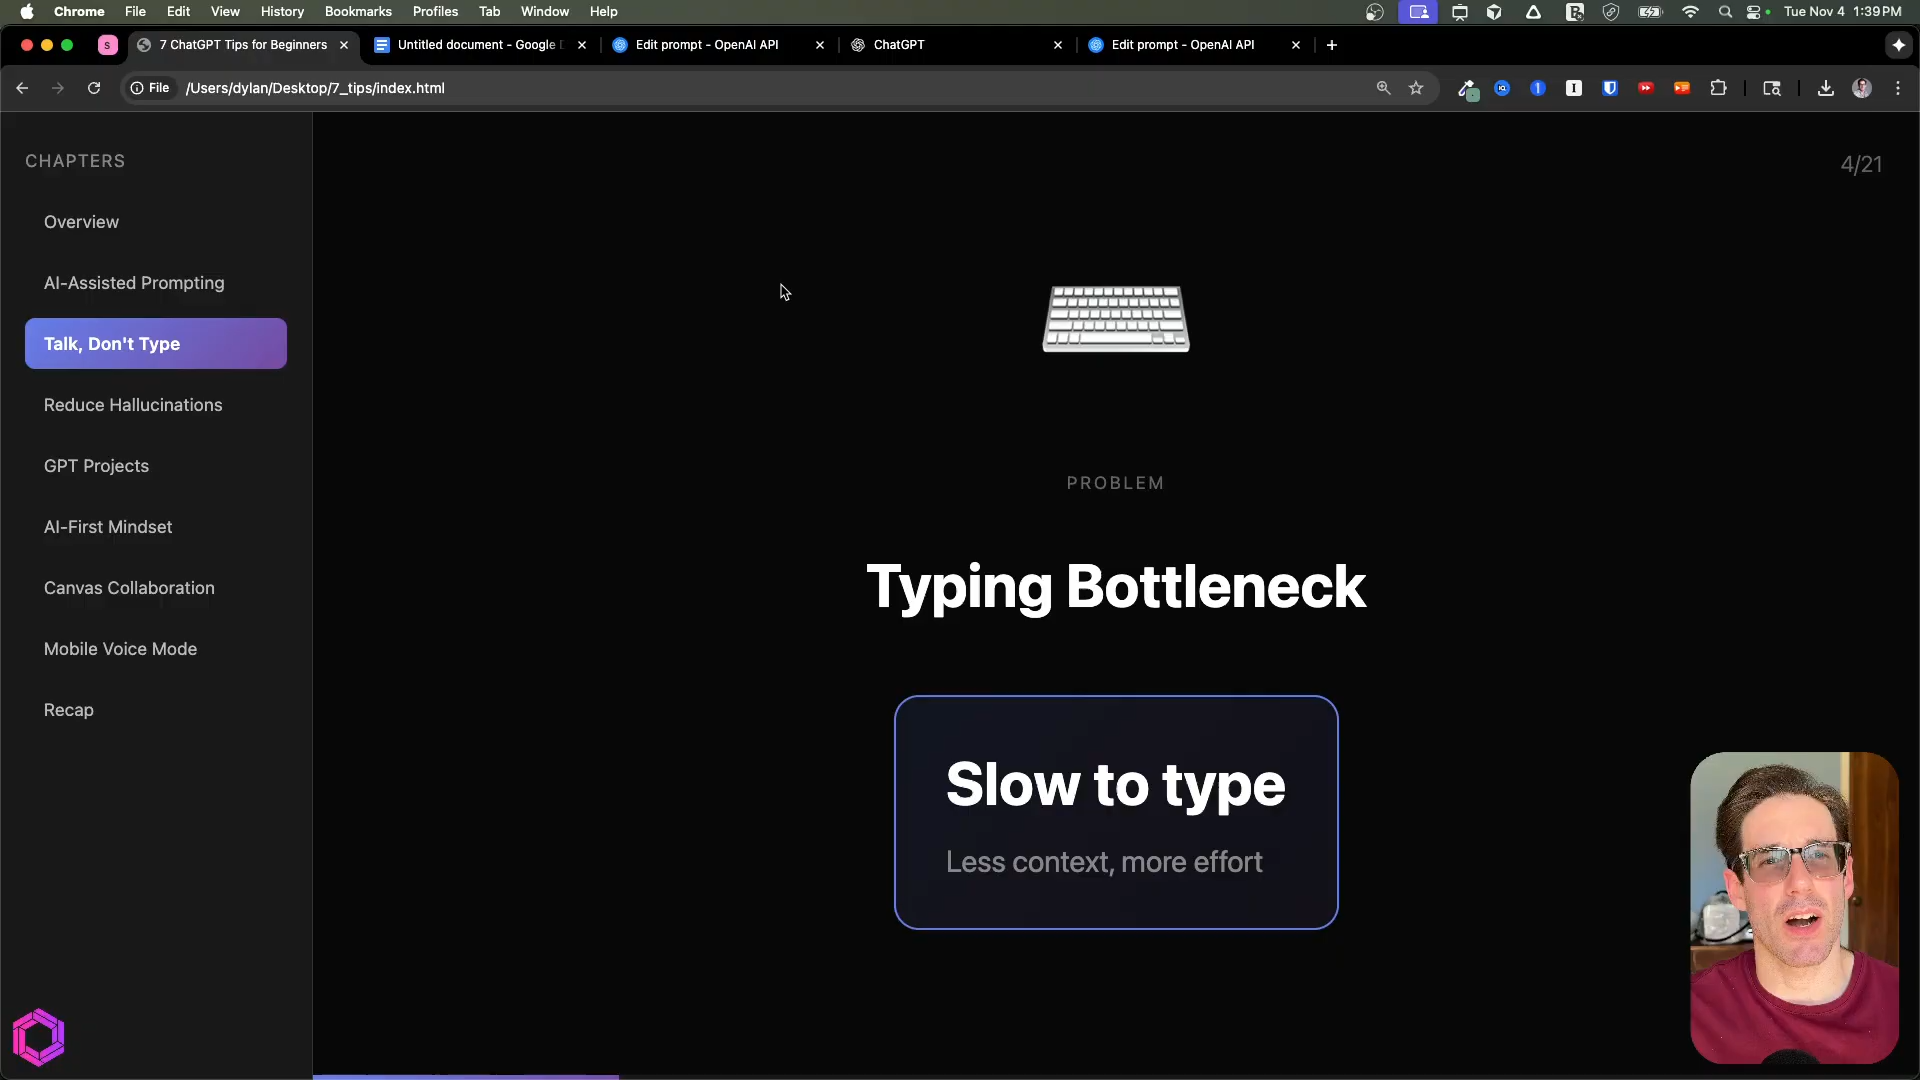 Chrome File Edit View History Bookmarks Profiles Tab Window Help Tue Nov 4 1:39 PM
S 7 ChatGPT Tips for Beginners Untitled document - Google D Edit prompt - OpenAI API ChatGPT Edit prompt - OpenAI API
File /Users/dylan/Desktop/7_tips/index.html
CHAPTERS
4/21
Overview
AI-Assisted Prompting
Talk, Don't Type
Reduce Hallucinations
GPT Projects
AI-First Mindset
Canvas Collaboration
Mobile Voice Mode
Recap
PROBLEM
Typing Bottleneck
Slow to type
Less context, more effort